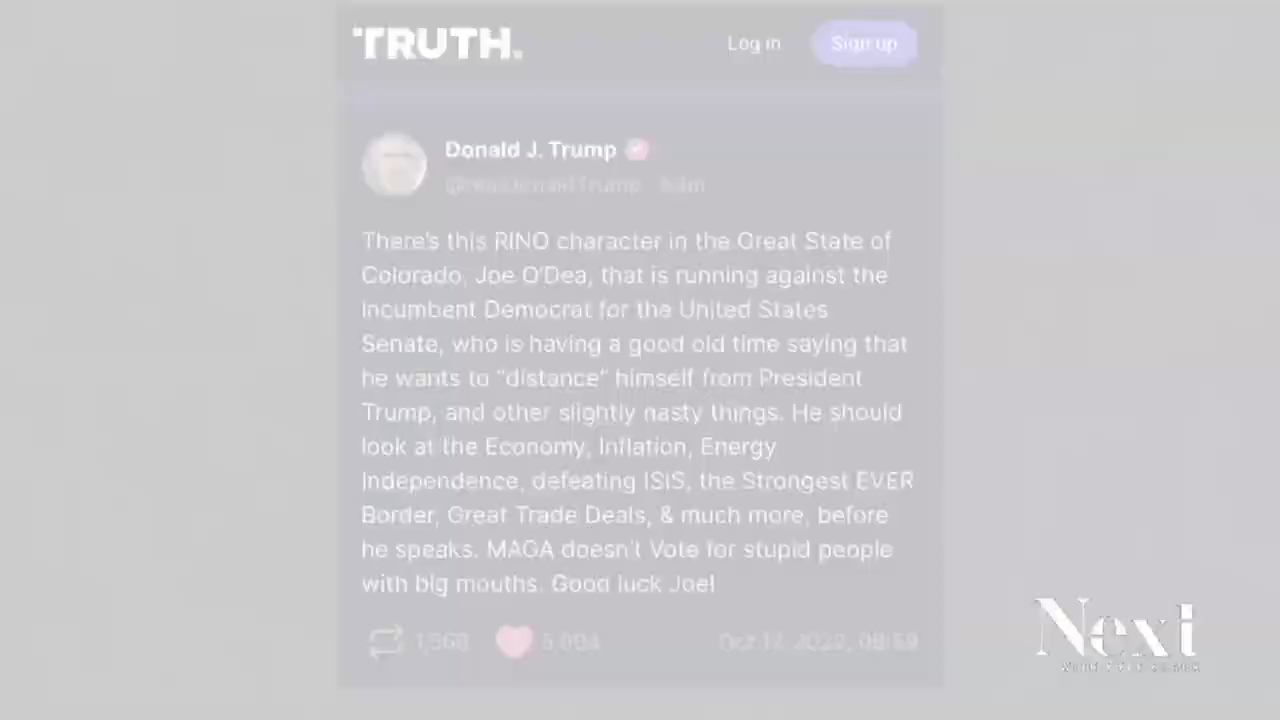 TRUTH.
Log in
Sign up
Donald J. Trump
There's this RINO character in the Great State of
Colorado, Joe O'Dea, that is running against the
incumbent Democrat for the United States
Senate, who is having a good old time saying that
he wants to "distance" himself from President
Trump, and other slightly nasty things. He should
look at the Economy, Inflation, Energy
Independence, defeating ISIS, the Strongest EVER
Border, Great Trade Deals, & much more, before
he speaks. MAGA doesn't Vote for stupid people
with big mouths. Good luck Joe!
Next